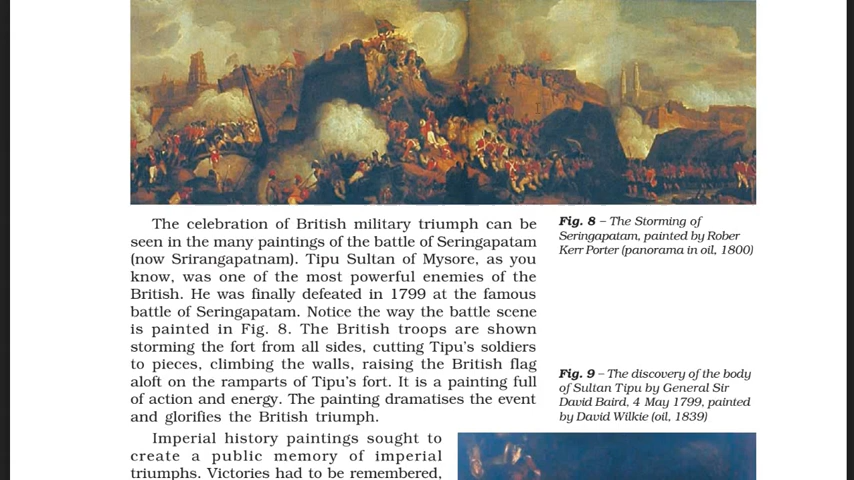 The celebration of British military triumph can be
seen in the many paintings of the battle of Seringapatam
(now Srirangapatnam). Tipu Sultan of Mysore, as you
know, was one of the most powerful enemies of the
British. He was finally defeated in 1799 at the famous
battle of Seringapatam. Notice the way the battle scene
is painted in Fig. 8. The British troops are shown
storming the fort from all sides, cutting Tipu's soldiers
to pieces, climbing the walls, raising the British flag
aloft on the ramparts of Tipu's fort. It is a painting full
of action and energy. The painting dramatises the event
and glorifies the British triumph.
Imperial history paintings sought to
create a public memory of imperial
triumphs. Victories had to be remembered,
Fig. 8 – The Storming of
Seringapatam, painted by Rober
Kerr Porter (panorama in oil, 1800)
Fig. 9 – The discovery of the body
of Sultan Tipu by General Sir
David Baird, 4 May 1799, painted
by David Wilkie (oil, 1839)